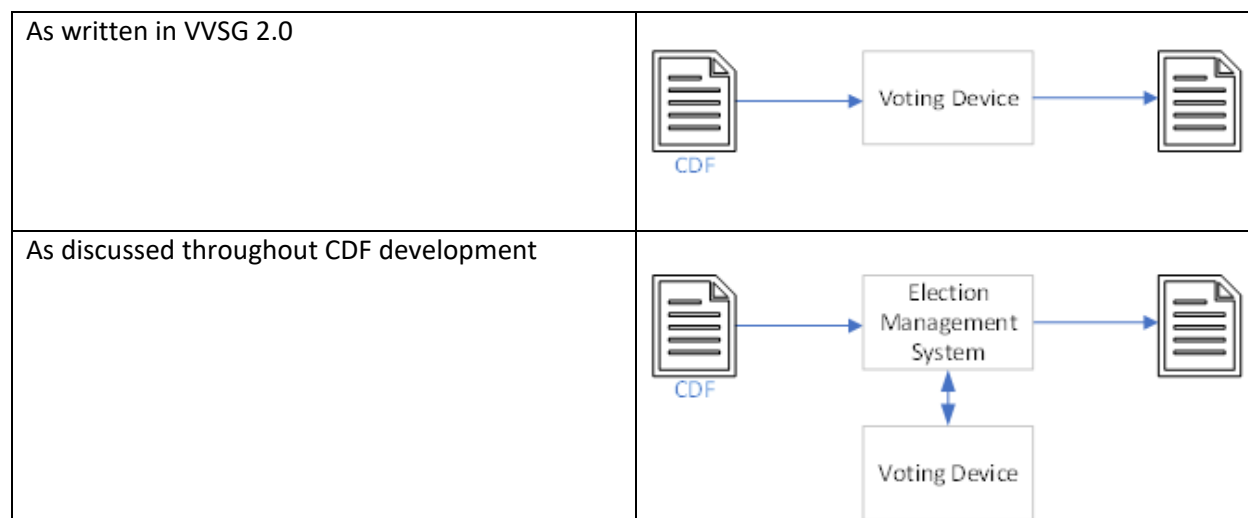 As written in VVSG 2.0
Voting Device
CDF
As discussed throughout CDF development
Election
Management
System
CDF
Voting Device